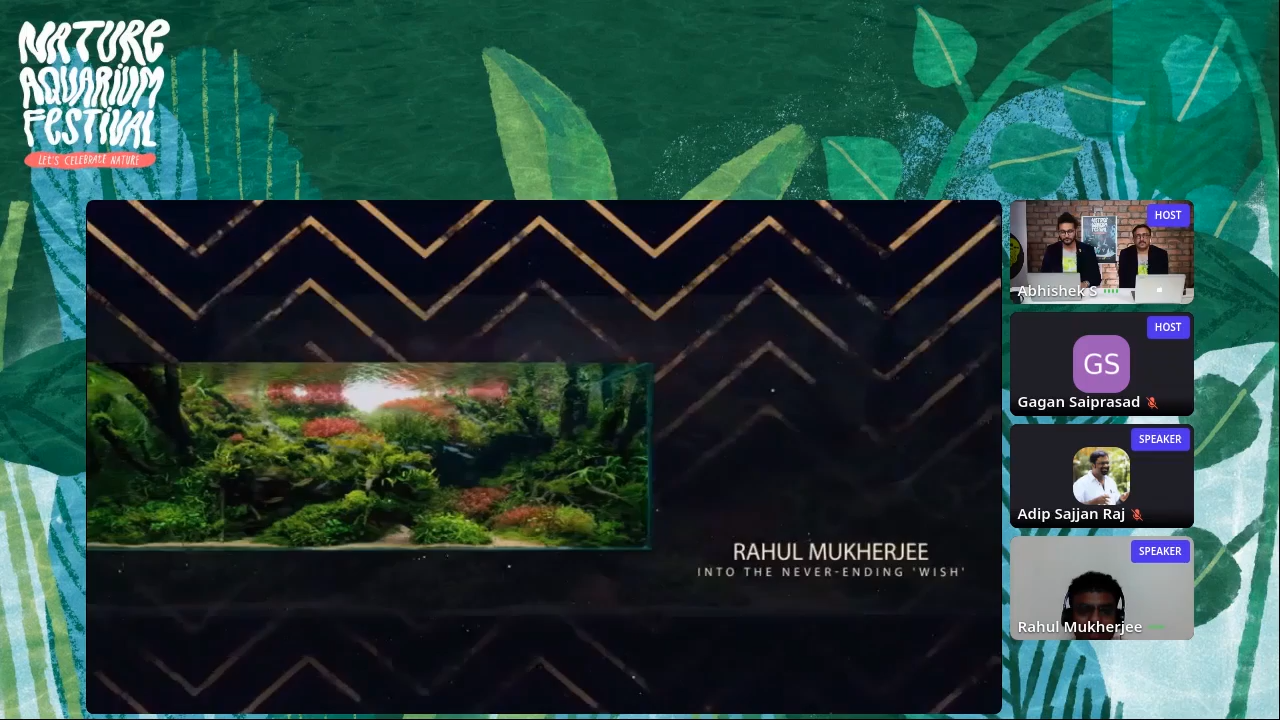 NATURE
AQUARIUM
FESTIVAL
LET'S CELEBRATE NATURE
RAHUL MUKHERJEE
INTO THE NEVER-ENDING 'WISH'
HOST
Abhishek S
HOST
GS
Gagan Saiprasad
SPEAKER
Adip Sajjan Raj
SPEAKER
Rahul Mukherjee